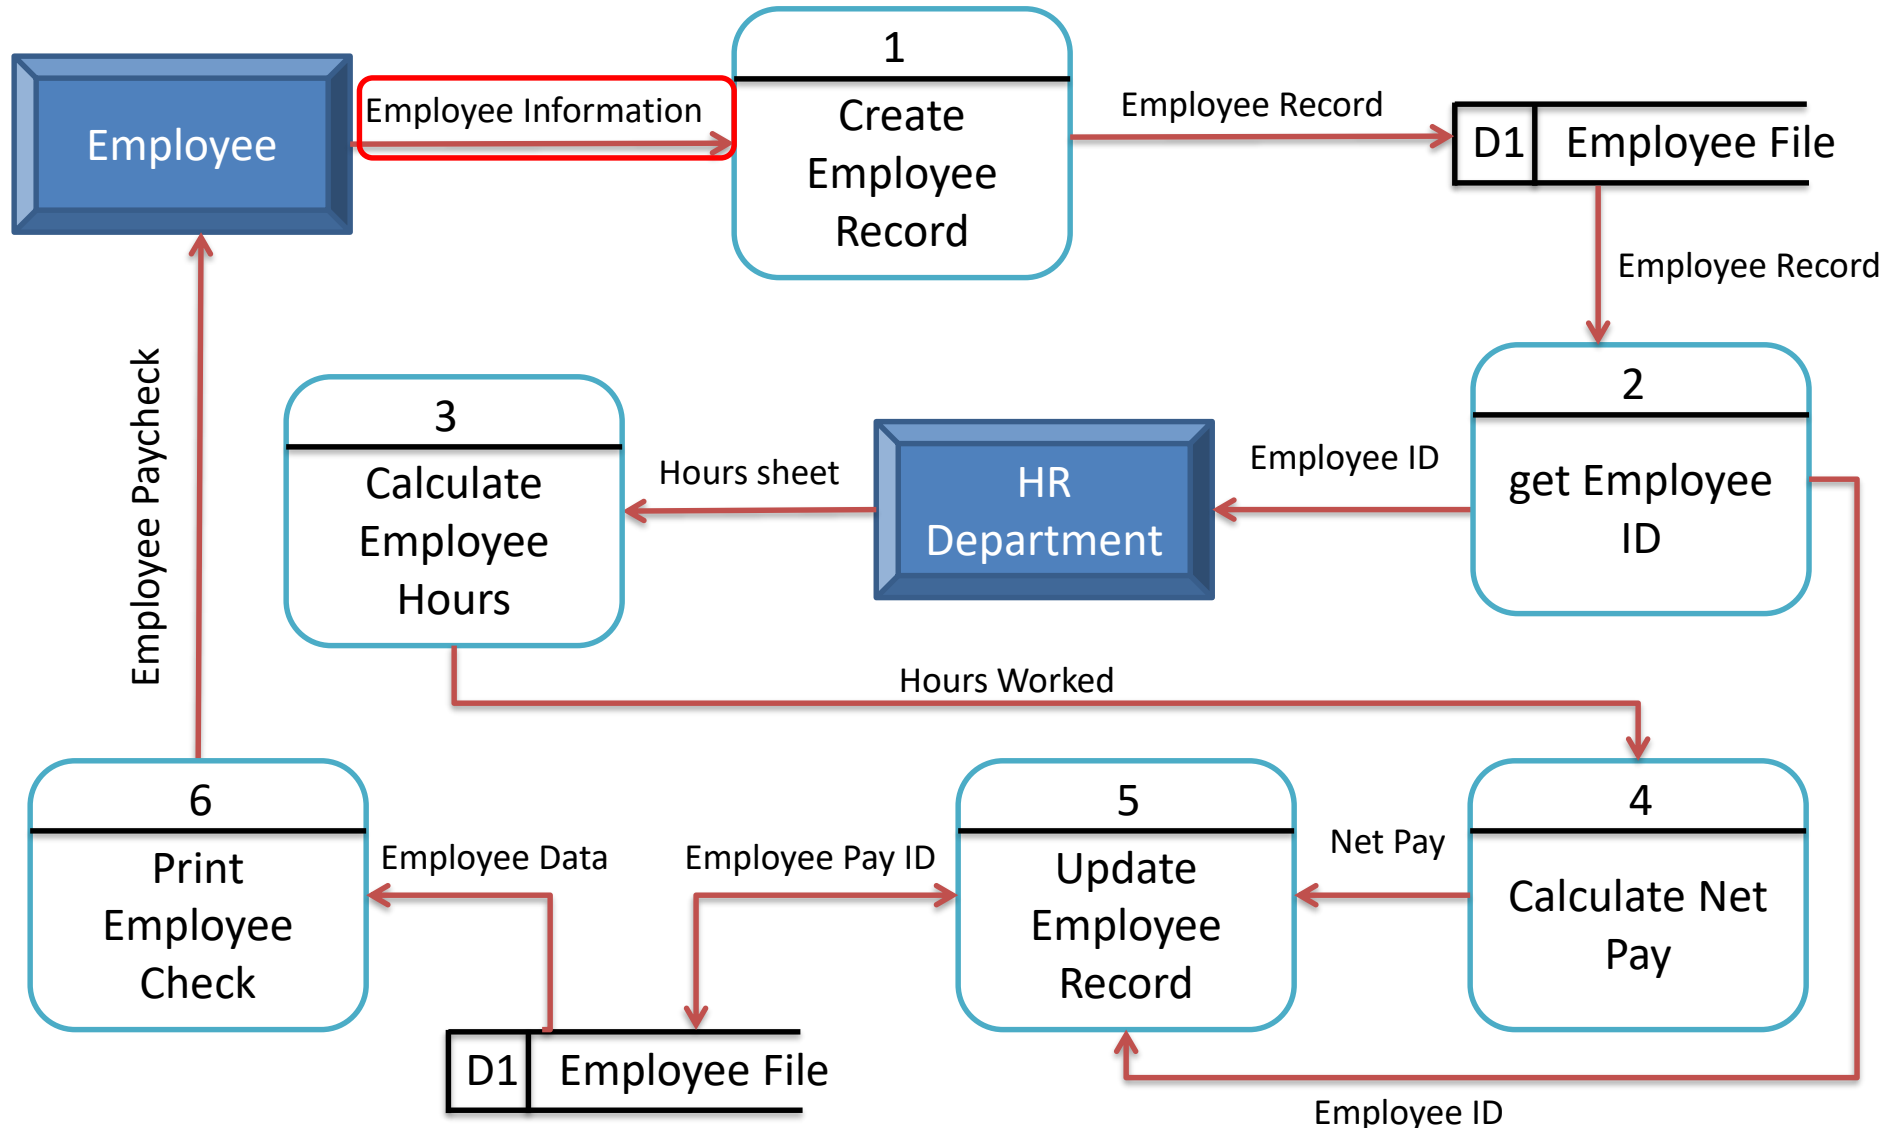 1
Employee Information
Employee Record
Create
Employee
Record
Employee
D1 Employee File
Employee Record
Employee Paycheck
3
Calculate
Employee
Hours
Hours sheet
HR
Department
Employee ID
2
get Employee
ID
Hours Worked
6
Print
Employee
Check
Employee Data
Employee Pay ID
5
Update
Employee
Record
Net Pay
4
Calculate Net
Pay
D1 Employee File
Employee ID